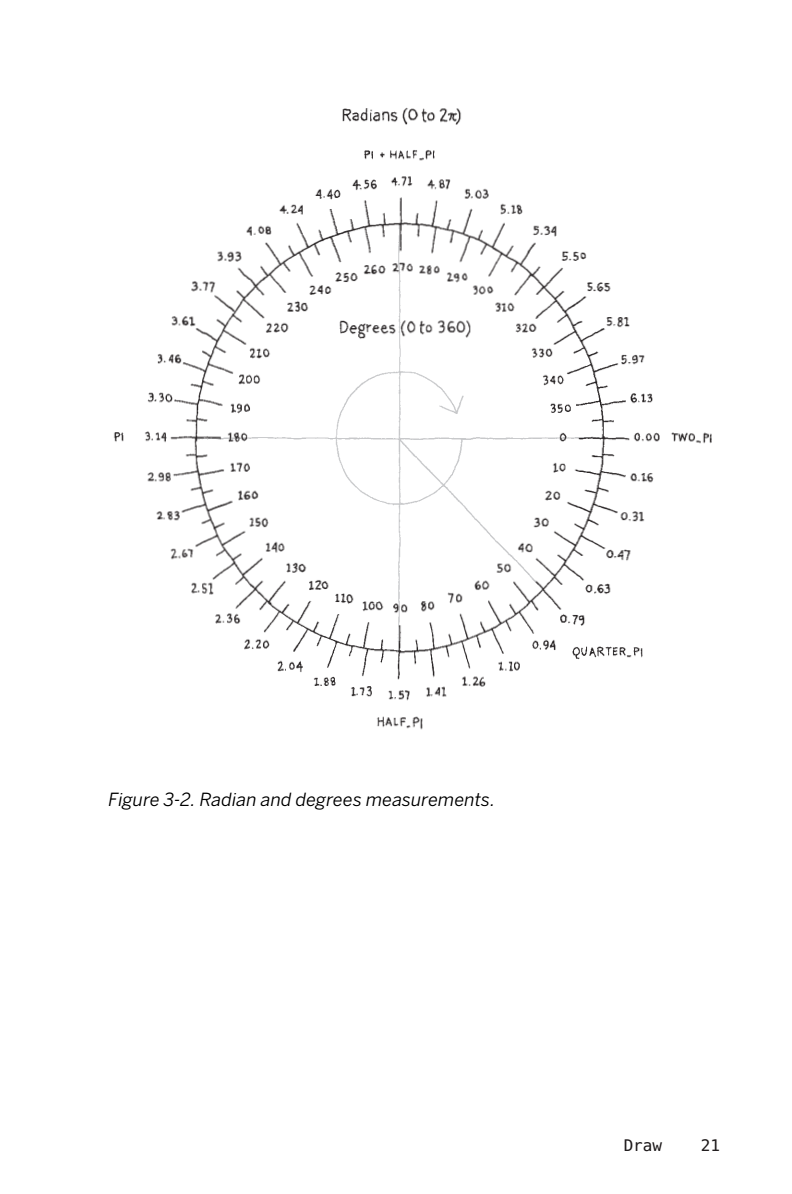 Radians (0 to 2π)
PI + HALF_PI
4.56 4.71 4.87
4.40 5.03
4.24 5.18
4.08 5.34
3.93 5.50
3.77 5.65
3.61 5.81
3.46 5.97
3.30 6.13
PI 3.14 0.00 TWO_PI
2.98 0.16
2.83 0.31
2.67 0.47
2.51 0.63
2.36 0.79
2.20 0.94 QUARTER_PI
2.04 1.10
1.88 1.26
1.73 1.57 1.41
HALF_PI
260 270 280
250 290
240 300
230 310
220 Degrees (0 to 360) 320
210 330
200 340
190 350
180 0
170 10
160 20
150 30
140 40
130 50
120 60
110 70
100 90 80
Figure 3-2. Radian and degrees measurements.
Draw 21